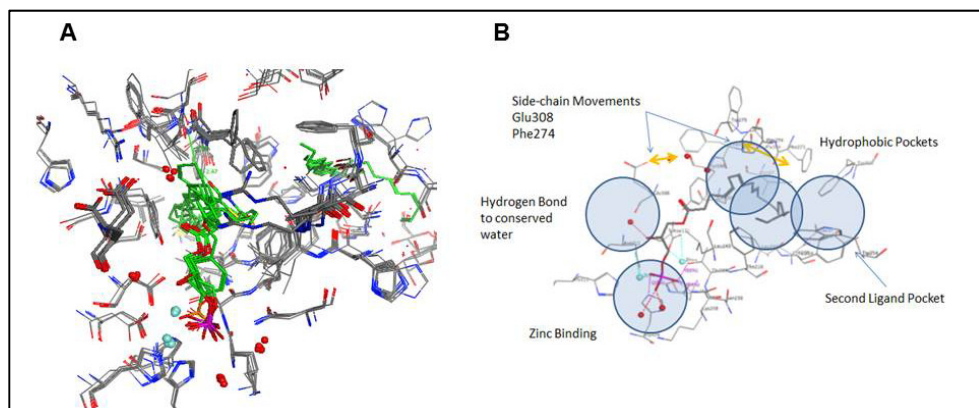 A
B
Side-chain Movements
Glu308
Phe274
Hydrophobic Pockets
Hydrogen Bond
to conserved
water
Second Ligand Pocket
Zinc Binding